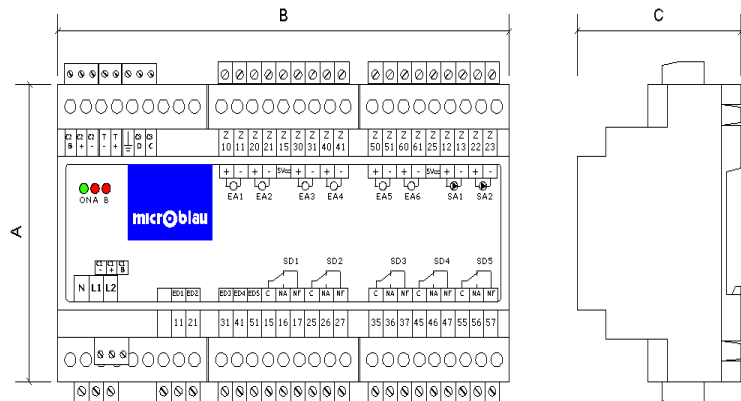 B
C
A
C2 C2 C2 T T C3 C3
B + - - + D C
Z Z Z Z Z Z Z Z Z
10 11 20 21 15 30 31 40 41
Z Z Z Z Z Z Z Z Z
50 51 60 61 25 12 13 22 23
+ - + - 5Vcc + - + -
+ - + - 5Vcc + - + -
EA1 EA2 EA3 EA4
EA5 EA6 SA1 SA2
ON A B
microblau
SD1 SD2 SD3 SD4 SD5
C1 C1 C1
- + B
N L1 L2
ED1 ED2
ED3 ED4 ED5 C NA NF C NA NF
C NA NF C NA NF C NA NF
11 21
31 41 51 15 16 17 25 26 27
35 36 37 45 46 47 55 56 57